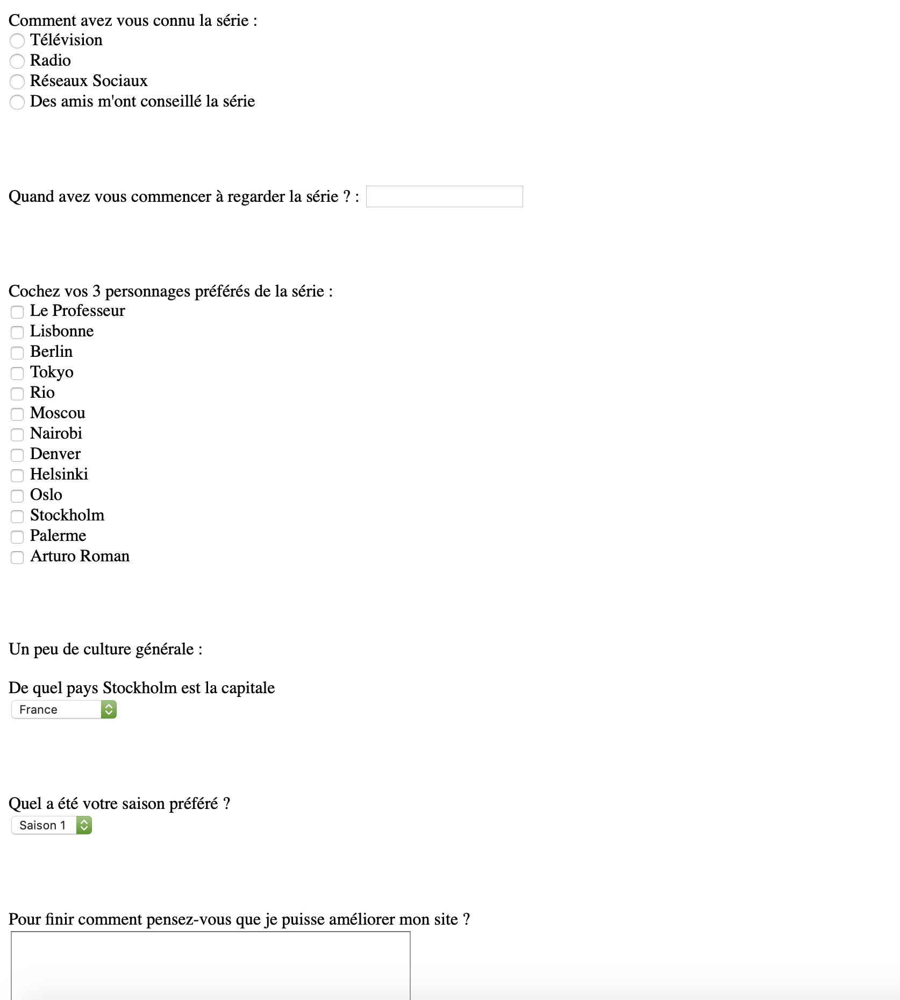 Comment avez vous connu la série :
Télévision
Radio
Réseaux Sociaux
Des amis m'ont conseillé la série
Quand avez vous commencer à regarder la série ? :
Cochez vos 3 personnages préférés de la série :
Le Professeur
Lisbonne
Berlin
Tokyo
Rio
Moscou
Nairobi
Denver
Helsinki
Oslo
Stockholm
Palerme
Arturo Roman
Un peu de culture générale :
De quel pays Stockholm est la capitale
France
Quel a été votre saison préféré ?
Saison 1
Pour finir comment pensez-vous que je puisse améliorer mon site ?